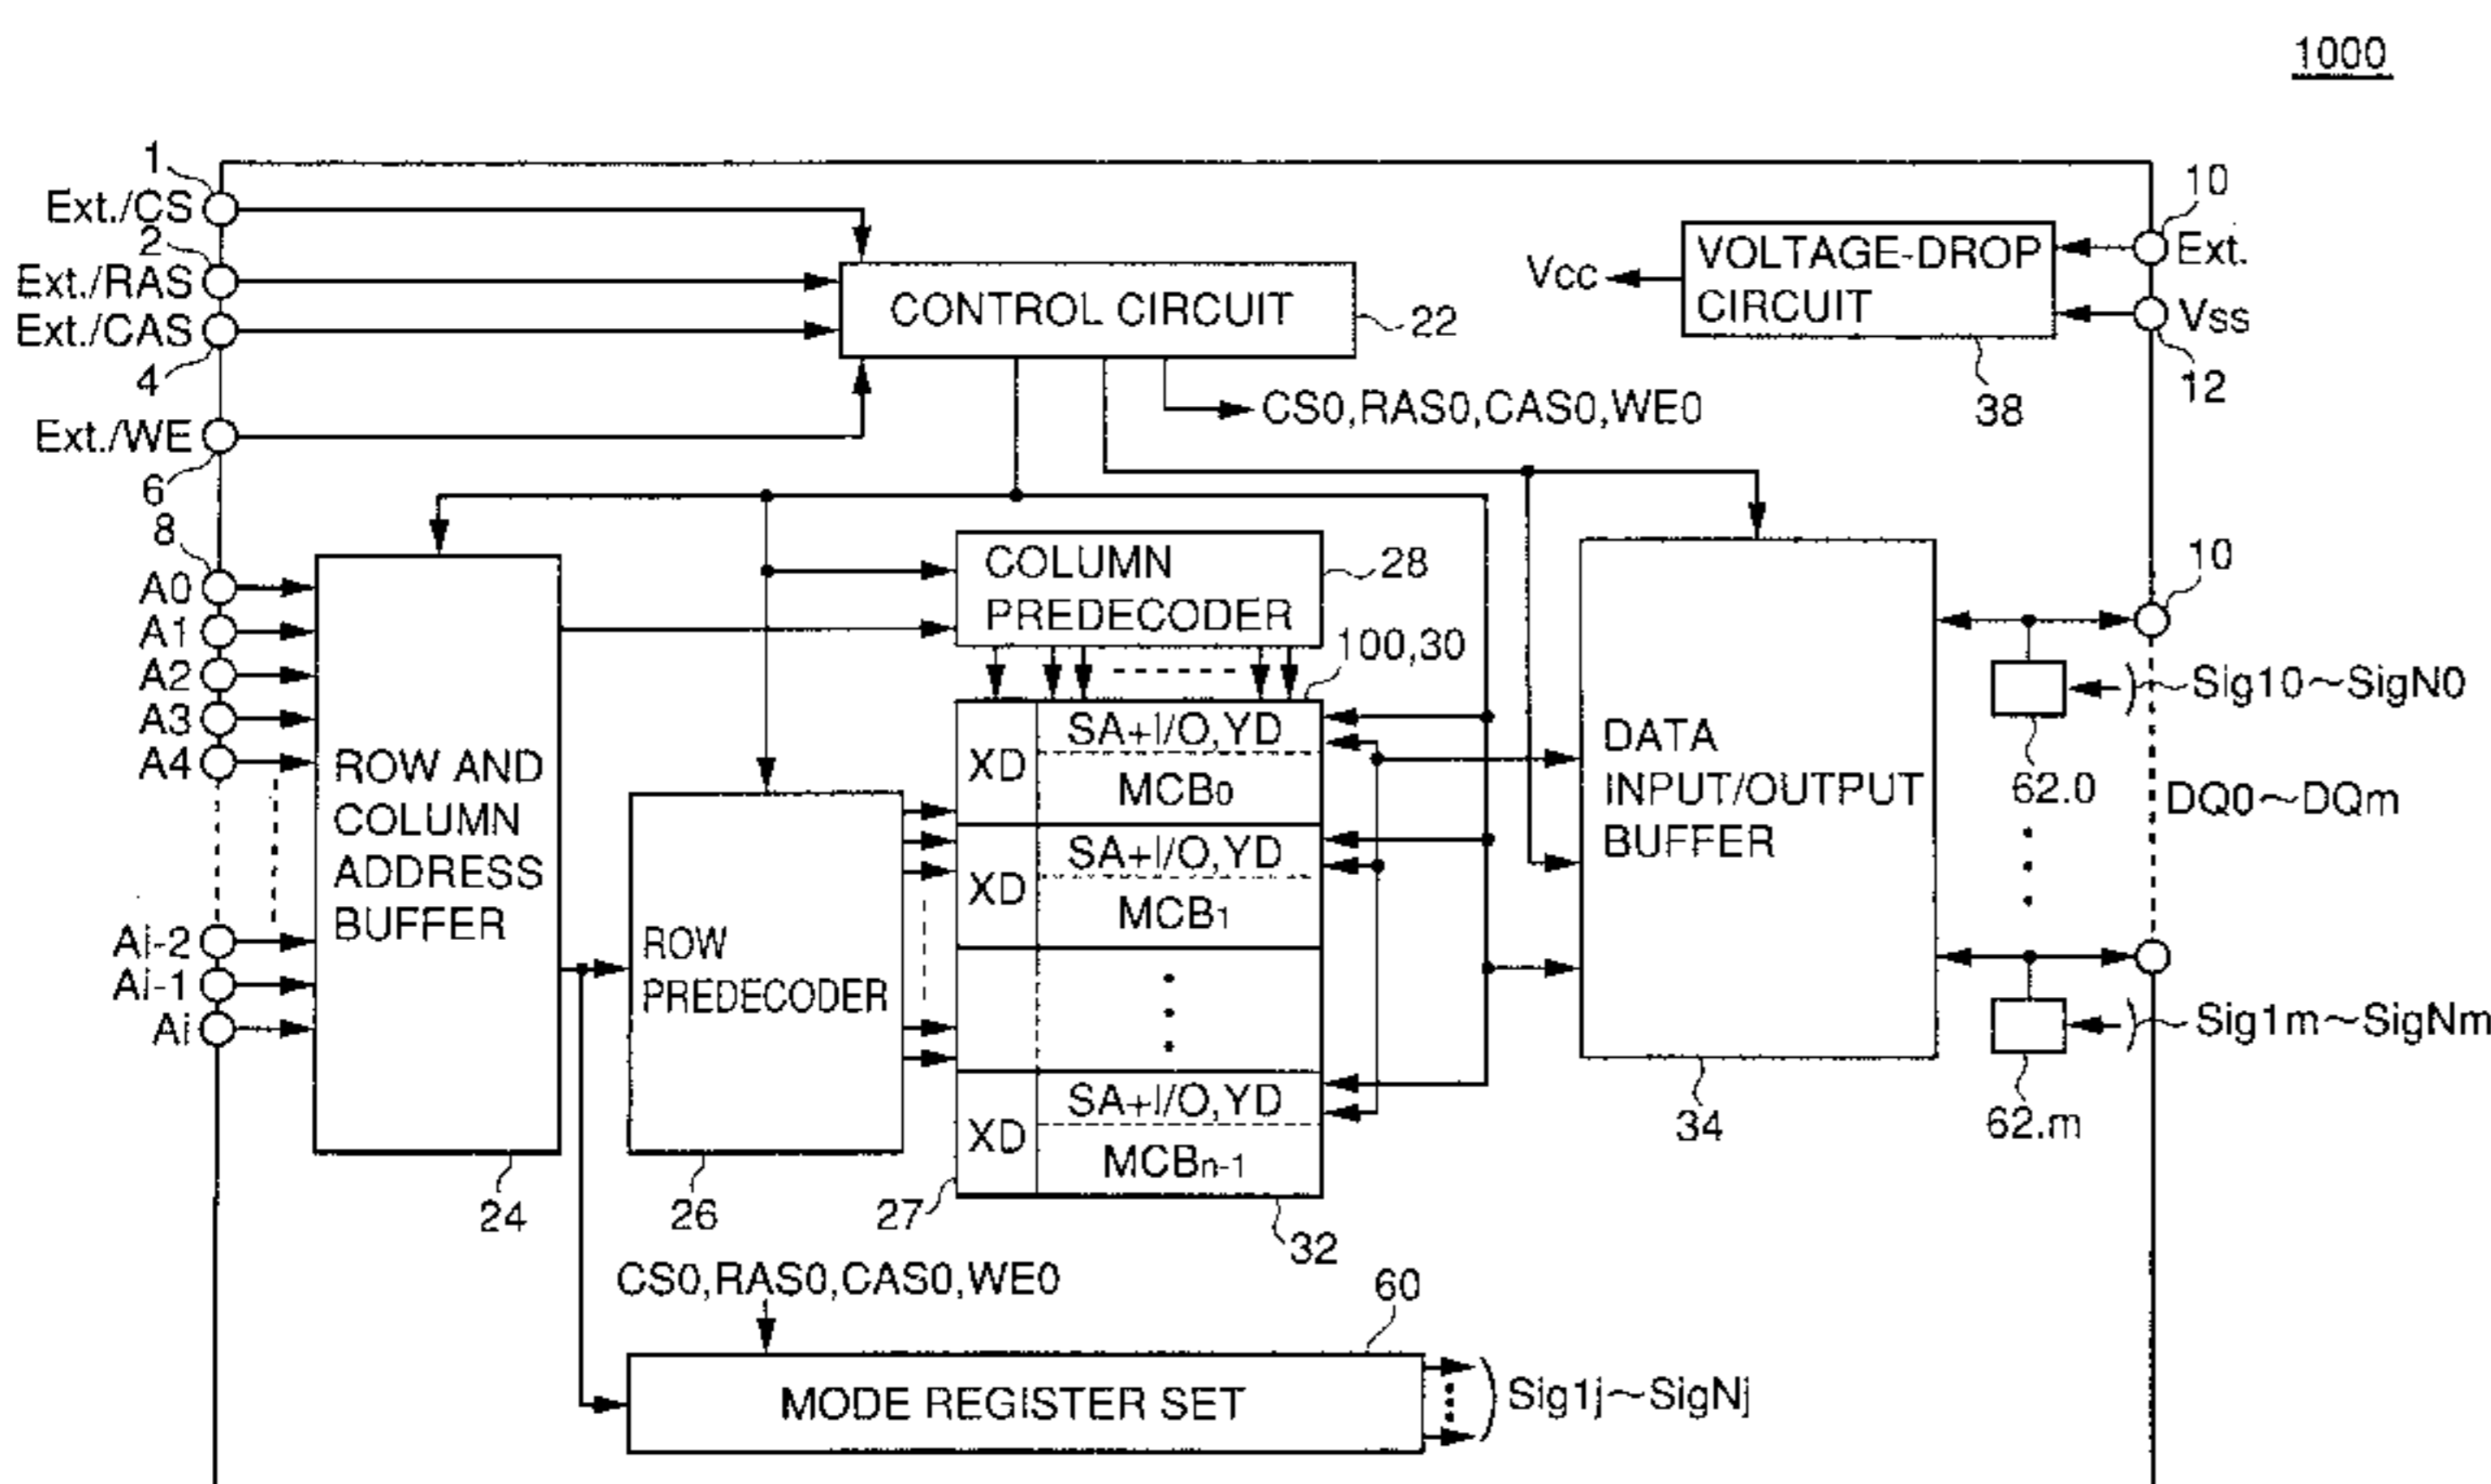 1000
1
Ext./CS
2
Ext./RAS
Ext./CAS
4
Ext./WE
6
8
CONTROL CIRCUIT
22
CS0,RAS0,CAS0,WE0
Vcc
VOLTAGE-DROP
CIRCUIT
38
10
Ext.
Vss
12
A0
A1
A2
A3
A4
Ai-2
Ai-1
Ai
ROW AND
COLUMN
ADDRESS
BUFFER
24
COLUMN
PREDECODER
28
100,30
ROW
PREDECODER
26
XD
SA+I/O,YD
MCB0
XD
SA+I/O,YD
MCB1
XD
SA+I/O,YD
MCBn-1
27
32
DATA
INPUT/OUTPUT
BUFFER
34
10
Sig10~SigN0
62.0
DQ0~DQm
Sig1m~SigNm
62.m
CS0,RAS0,CAS0,WE0
60
MODE REGISTER SET
Sig1j~SigNj